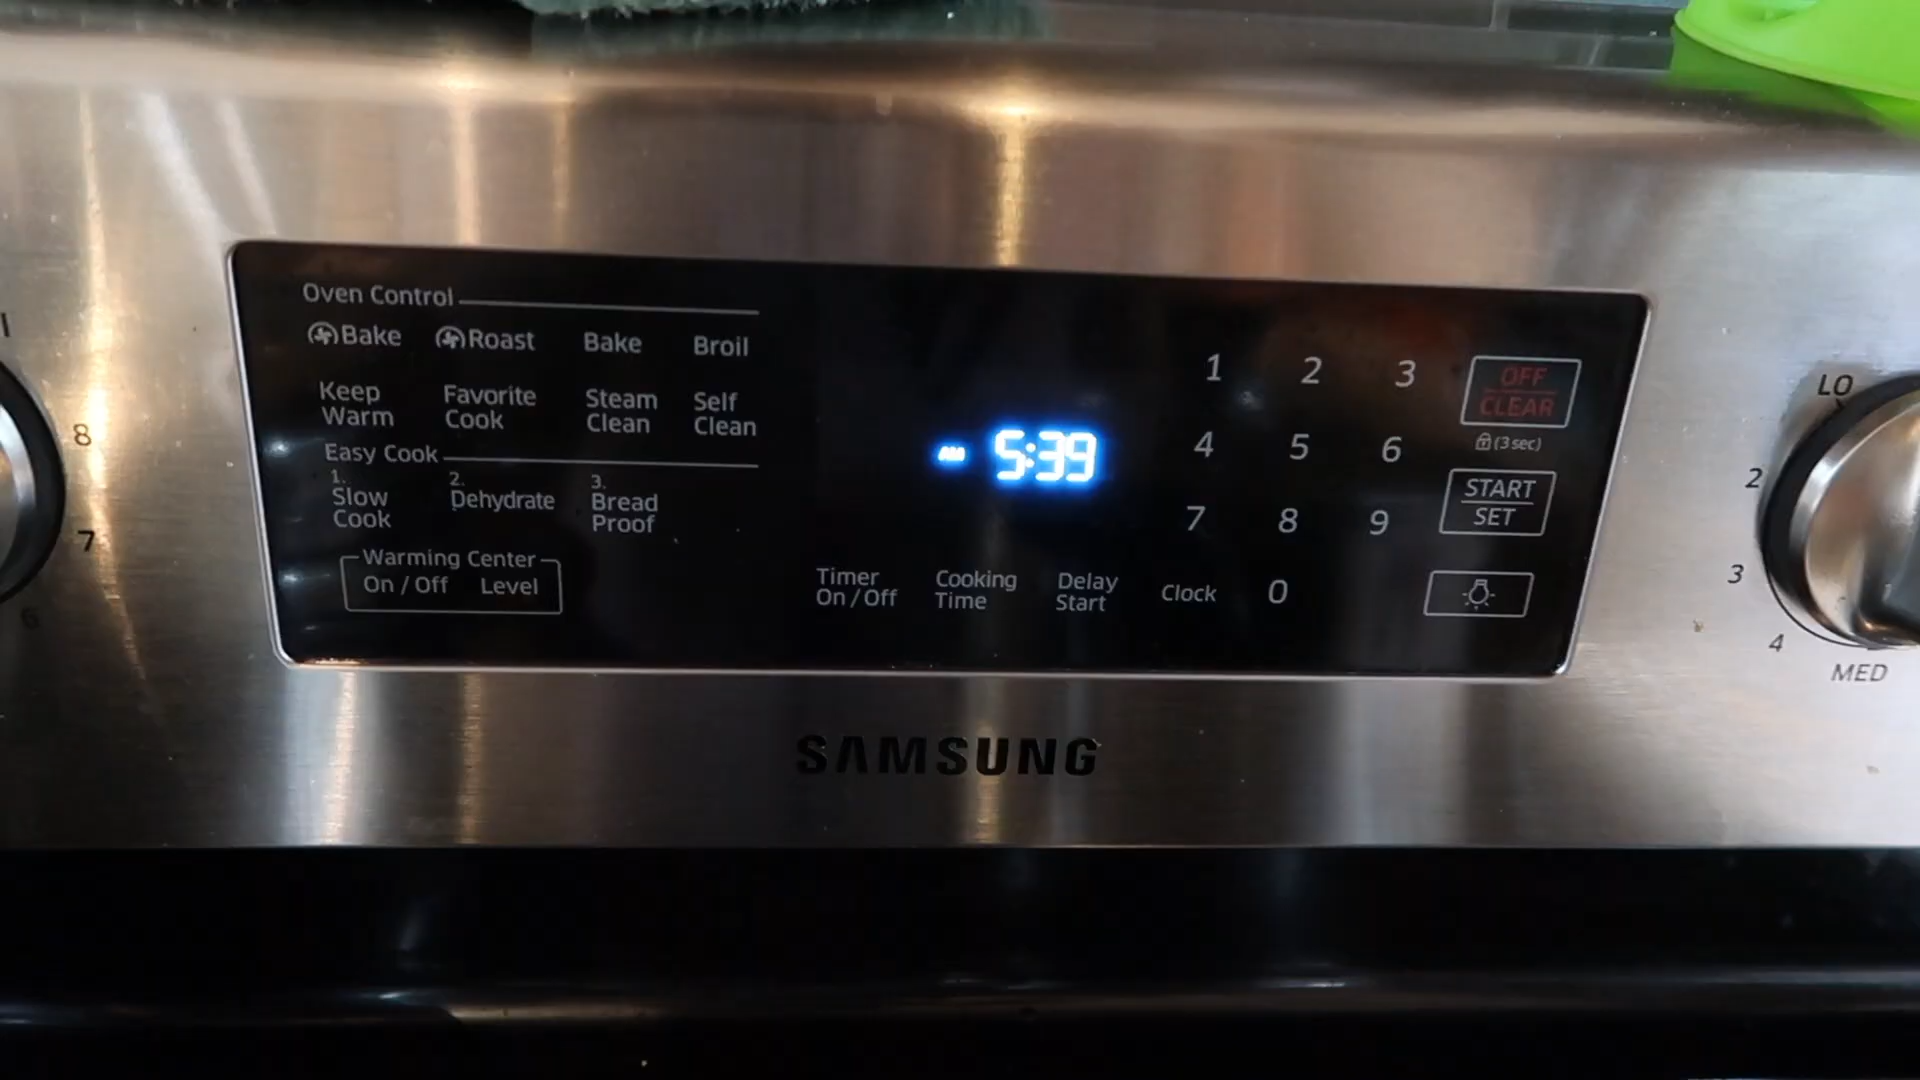 Oven Control
Bake Roast Bake Broil
Keep Warm Favorite Cook Steam Clean Self Clean
Easy Cook
1. Slow Cook 2. Dehydrate 3. Bread Proof
Warming Center
On / Off Level
AM 5:39
Timer On / Off Cooking Time Delay Start Clock
1 2 3
4 5 6
7 8 9
0
OFF
CLEAR
(3 sec)
START
SET
8
7
6
LO
2
3
4
MED
SAMSUNG